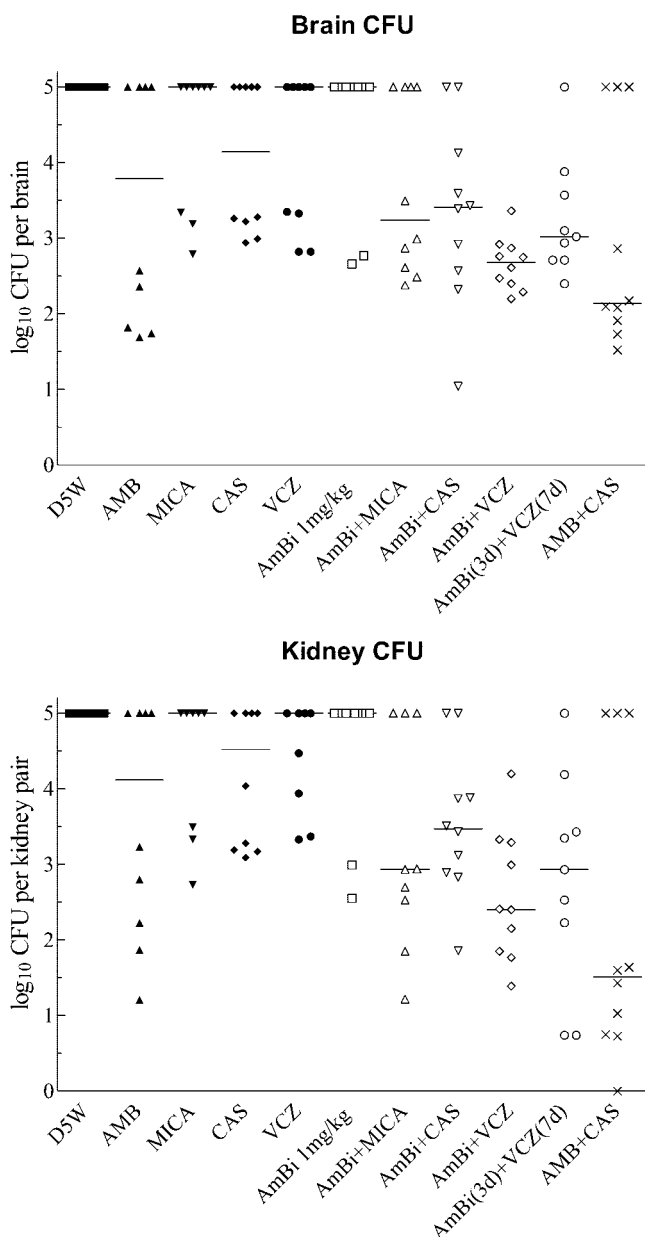 Brain CFU
5
4
3
2
1
0
log10 CFU per brain
D5W
AMB
MICA
CAS
VCZ
AmBi 1mg/kg
AmBi+MICA
AmBi+CAS
AmBi+VCZ
AmBi(3d)+VCZ(7d)
AMB+CAS
Kidney CFU
5
4
3
2
1
0
log10 CFU per kidney pair
D5W
AMB
MICA
CAS
VCZ
AmBi 1mg/kg
AmBi+MICA
AmBi+CAS
AmBi+VCZ
AmBi(3d)+VCZ(7d)
AMB+CAS